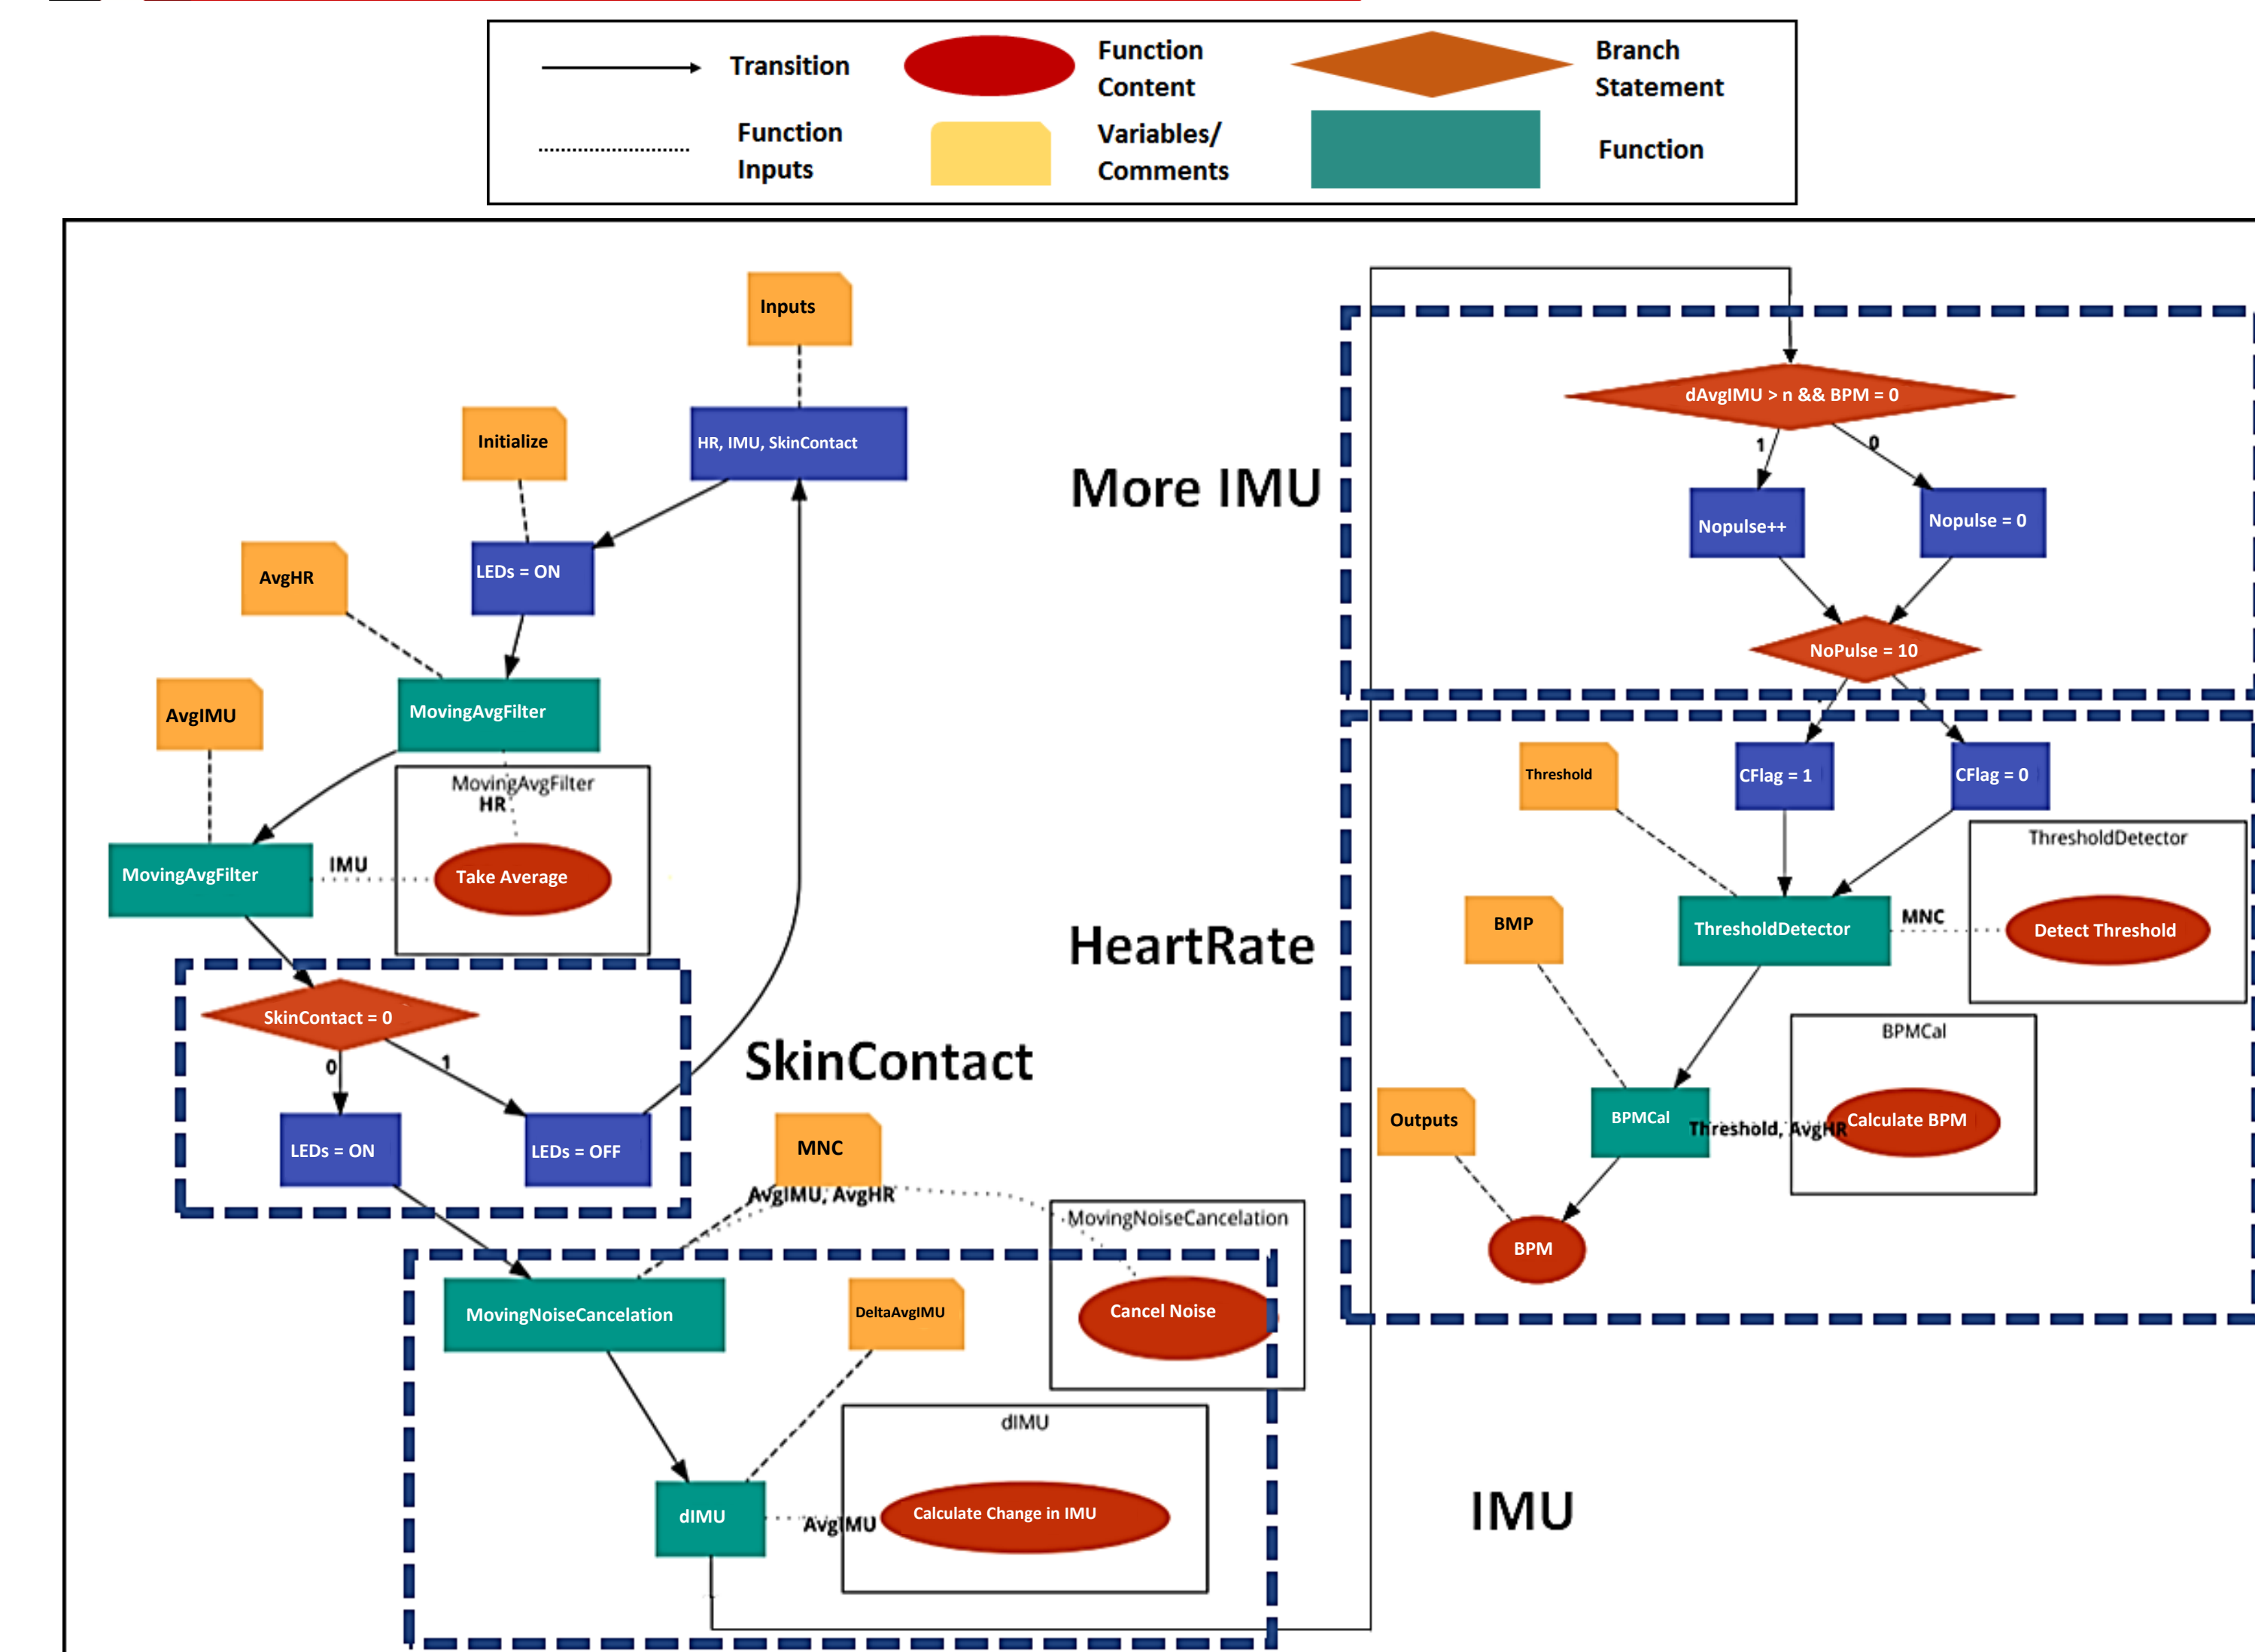 Transition
Function
Content
Branch
Statement
Function
Inputs
Variables/
Comments
Function
Inputs
Initialize
HR, IMU, SkinContact
LEDs = ON
AvgHR
MovingAvgFilter
AvgIMU
MovingAvgFilter
HR
MovingAvgFilter
IMU
Take Average
SkinContact = 0
0
1
LEDs = ON
LEDs = OFF
SkinContact
MNC
AvgIMU, AvgHR
MovingNoiseCancelation
MovingNoiseCancelation
Cancel Noise
DeltaAvgIMU
dIMU
dIMU
AvgIMU
Calculate Change in IMU
IMU
More IMU
dAvgIMU > n && BPM = 0
1
0
Nopulse++
Nopulse = 0
NoPulse = 10
HeartRate
Threshold
CFlag = 1
CFlag = 0
ThresholdDetector
BMP
ThresholdDetector
MNC
Detect Threshold
BPMCal
Outputs
BPMCal
Threshold, AvgHR
Calculate BPM
BPM